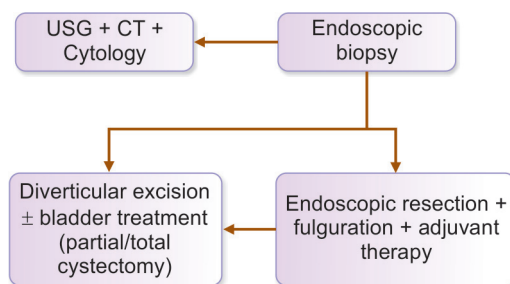 USG + CT +
Cytology
Endoscopic
biopsy
Diverticular excision
± bladder treatment
(partial/total
cystectomy)
Endoscopic resection +
fulguration + adjuvant
therapy